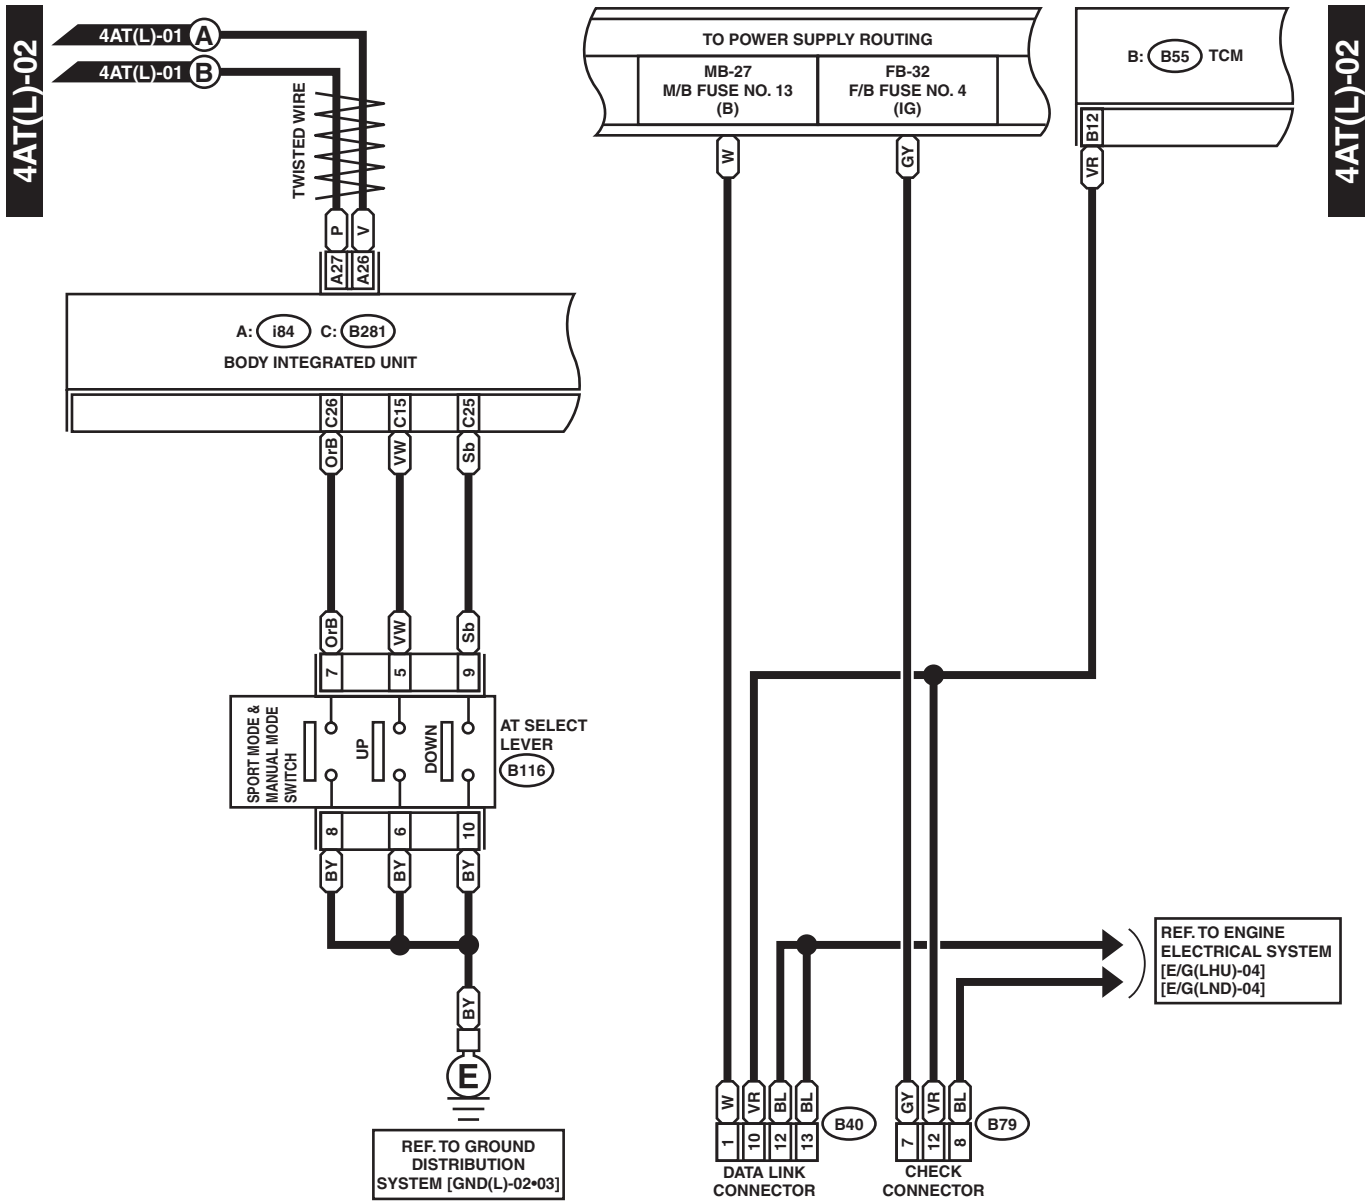 4AT(L)-02
4AT(L)-02
4AT(L)-01 A
4AT(L)-01 B
TWISTED WIRE
P
V
A27
A26
A: i84 C: B281
BODY INTEGRATED UNIT
C26
C15
C25
OrB
VW
Sb
OrB
VW
Sb
7
5
9
SPORT MODE &
MANUAL MODE
SWITCH
UP
DOWN
AT SELECT
LEVER
B116
8
6
10
BY
BY
BY
BY
E
REF. TO GROUND
DISTRIBUTION
SYSTEM [GND(L)-02•03]
TO POWER SUPPLY ROUTING
MB-27
M/B FUSE NO. 13
(B)
FB-32
F/B FUSE NO. 4
(IG)
W
GY
B: B55 TCM
B12
VR
REF. TO ENGINE
ELECTRICAL SYSTEM
[E/G(LHU)-04]
[E/G(LND)-04]
W
VR
BL
BL
1
10
12
13
B40
DATA LINK
CONNECTOR
GY
VR
BL
7
12
8
B79
CHECK
CONNECTOR